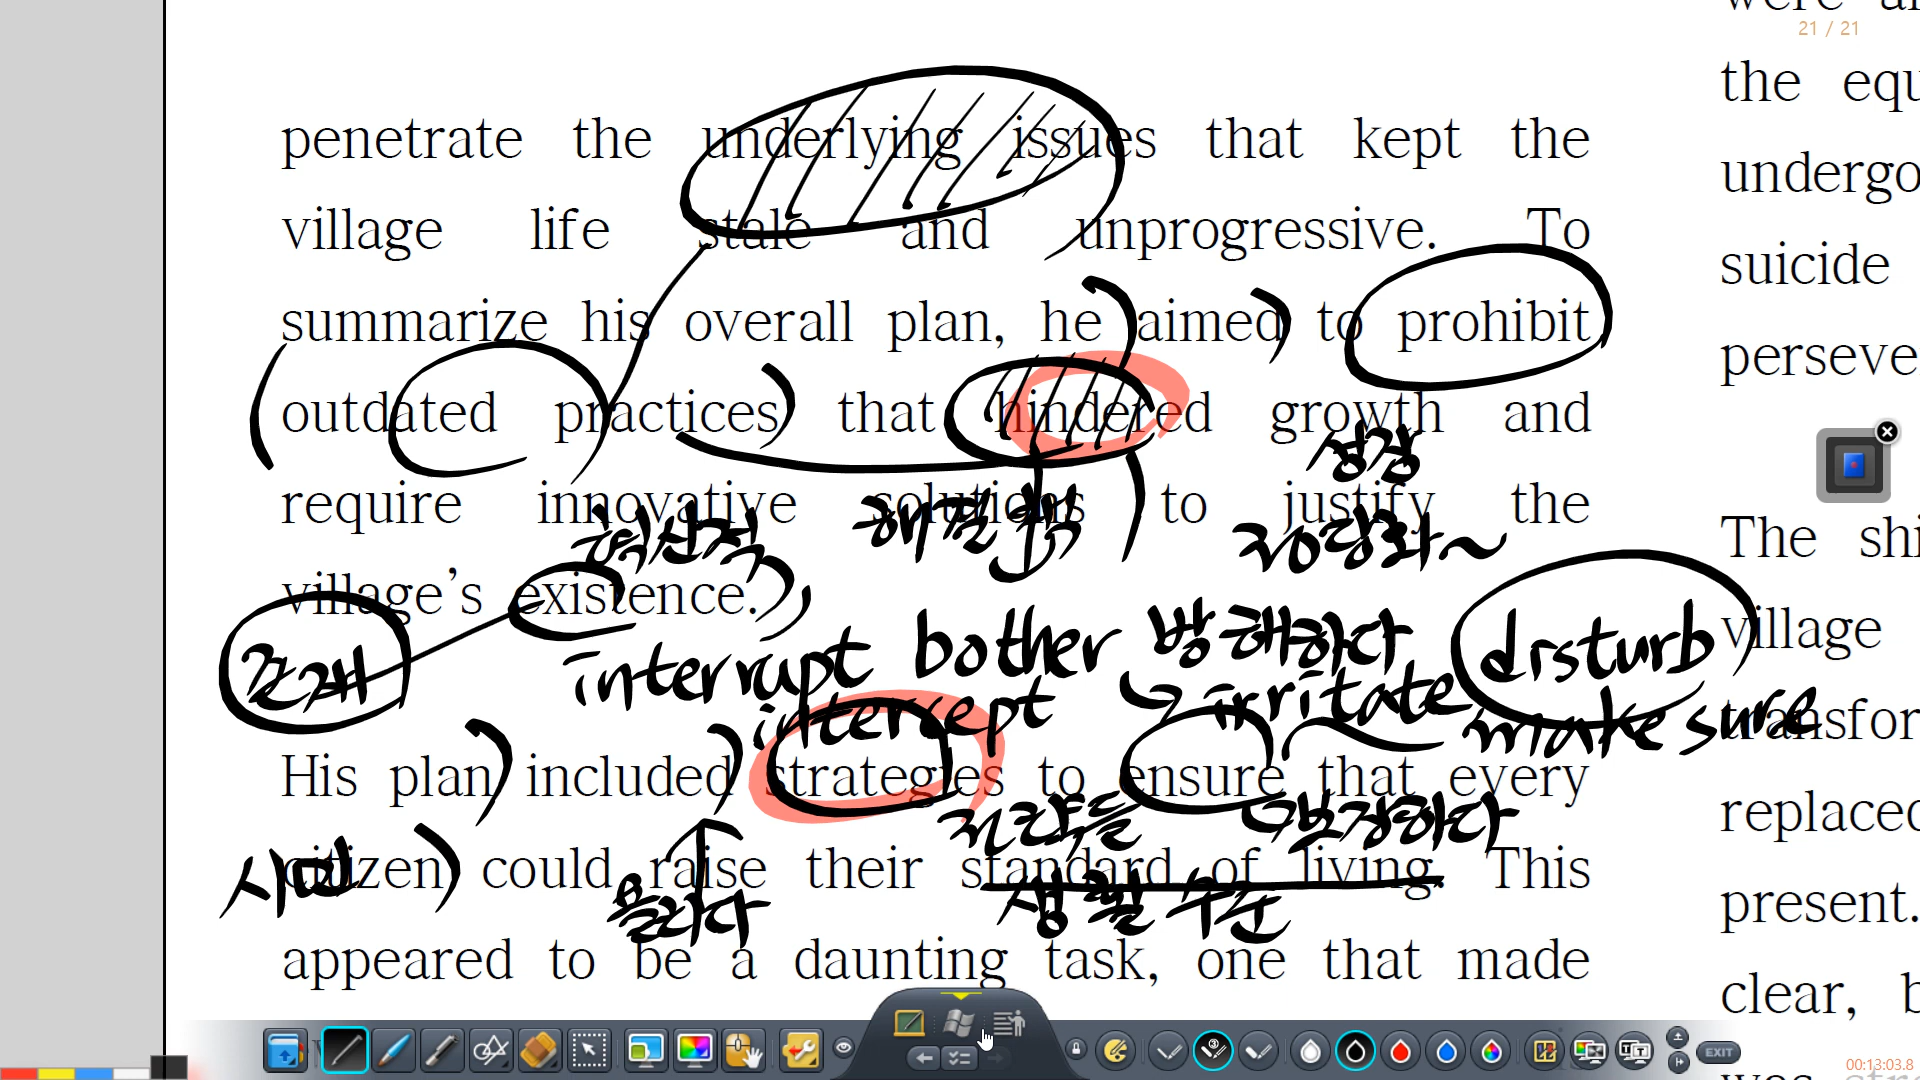 were
21 / 21
penetrate the underlying issues that kept the
the equ
undergo
village life stale and unprogressive. To
suicide
summarize his overall plan, he aimed to prohibit
perseve
outdated practices that hindered growth and
성장
require innovative solutions to justify the
혁신적
해결책
정당화~
The shi
village's existence.
존재
interrupt bother 방해하다 disturb
village
intercept irritate make sure
transfor
His plan included strategies to ensure that every
replaced
전략들
보장하다
citizen could raise their standard of living. This
시민
올리다
생활 수준
present.
appeared to be a daunting task, one that made
clear, b
EXIT
00:13:03.8
was